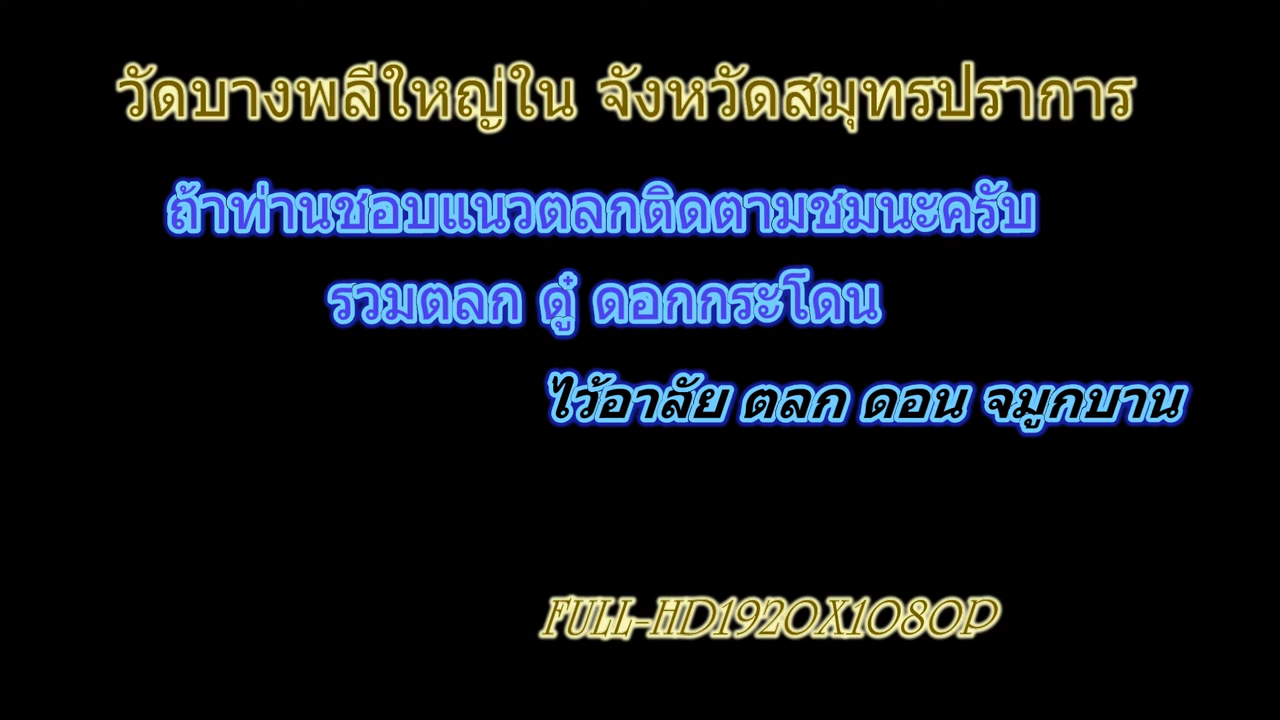 วัดบางพลีใหญ่ใน จังหวัดสมุทรปราการ
ถ้าท่านชอบแนวตลกติดตามชมนะครับ
รวมตลก ดู๋ ดอกกระโดน
ไว้อาลัย ตลก ดอน จมูกบาน
FULL-HD1920X1080P